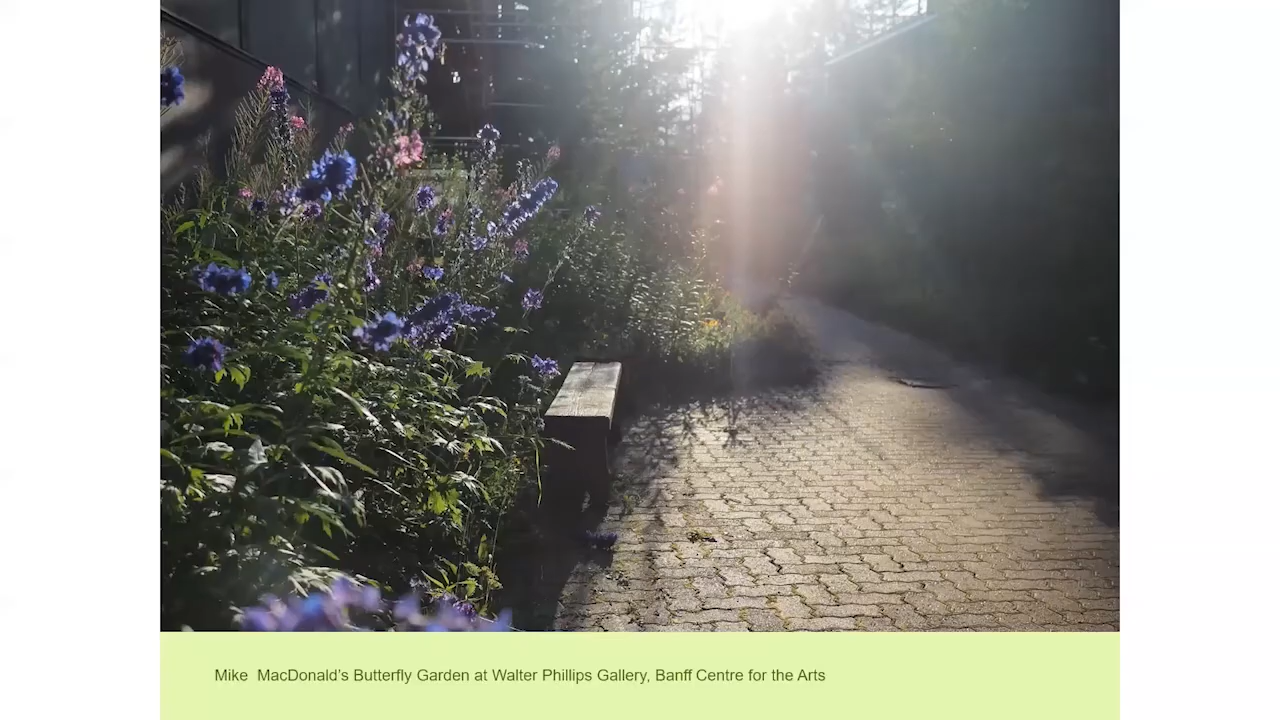 Mike  MacDonald’s Butterfly Garden at Walter Phillips Gallery, Banff Centre for the Arts